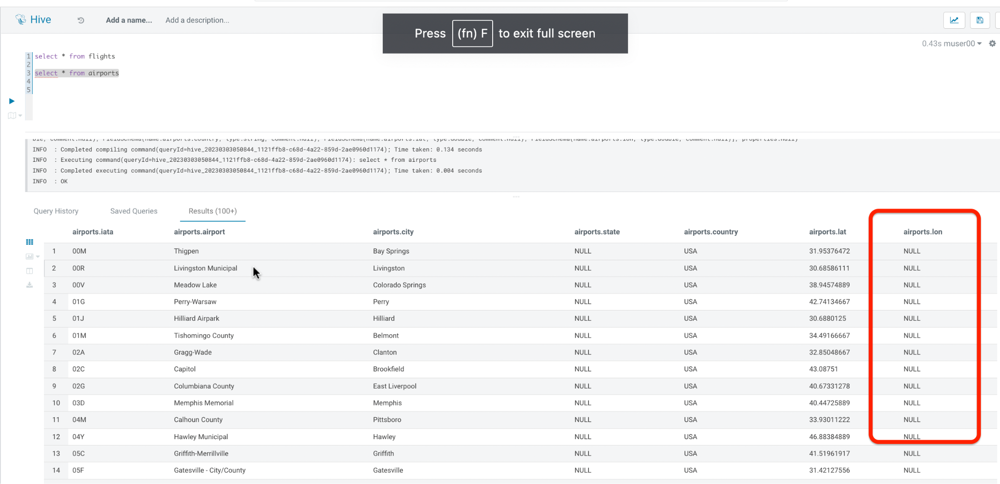 Hive Add a name... Add a description...
Press (fn) F to exit full screen
0.43s muser00
1 select * from flights
2
3 select * from airports
4
5
ble, comment:null), FieldSchema(name:airports.country, type:string, comment:null), FieldSchema(name:airports.lat, type:double, comment:null), FieldSchema(name:airports.lon, type:double, comment:null)], properties:null)
INFO : Completed compiling command(queryId=hive_20230303050844_1121ffb8-c68d-4a22-859d-2ae0960d1174); Time taken: 0.134 seconds
INFO : Executing command(queryId=hive_20230303050844_1121ffb8-c68d-4a22-859d-2ae0960d1174): select * from airports
INFO : Completed executing command(queryId=hive_20230303050844_1121ffb8-c68d-4a22-859d-2ae0960d1174); Time taken: 0.004 seconds
INFO : OK
Query History Saved Queries Results (100+)
airports.iata airports.airport airports.city airports.state airports.country airports.lat airports.lon
1 00M Thigpen Bay Springs NULL USA 31.95376472 NULL
2 00R Livingston Municipal Livingston NULL USA 30.68586111 NULL
3 00V Meadow Lake Colorado Springs NULL USA 38.94574889 NULL
4 01G Perry-Warsaw Perry NULL USA 42.74134667 NULL
5 01J Hilliard Airpark Hilliard NULL USA 30.6880125 NULL
6 01M Tishomingo County Belmont NULL USA 34.49166667 NULL
7 02A Gragg-Wade Clanton NULL USA 32.85048667 NULL
8 02C Capitol Brookfield NULL USA 43.08751 NULL
9 02G Columbiana County East Liverpool NULL USA 40.67331278 NULL
10 03D Memphis Memorial Memphis NULL USA 40.44725889 NULL
11 04M Calhoun County Pittsboro NULL USA 33.93011222 NULL
12 04Y Hawley Municipal Hawley NULL USA 46.88384889 NULL
13 05C Griffith-Merrillville Griffith NULL USA 41.51961917 NULL
14 05F Gatesville - City/County Gatesville NULL USA 31.42127556 NULL